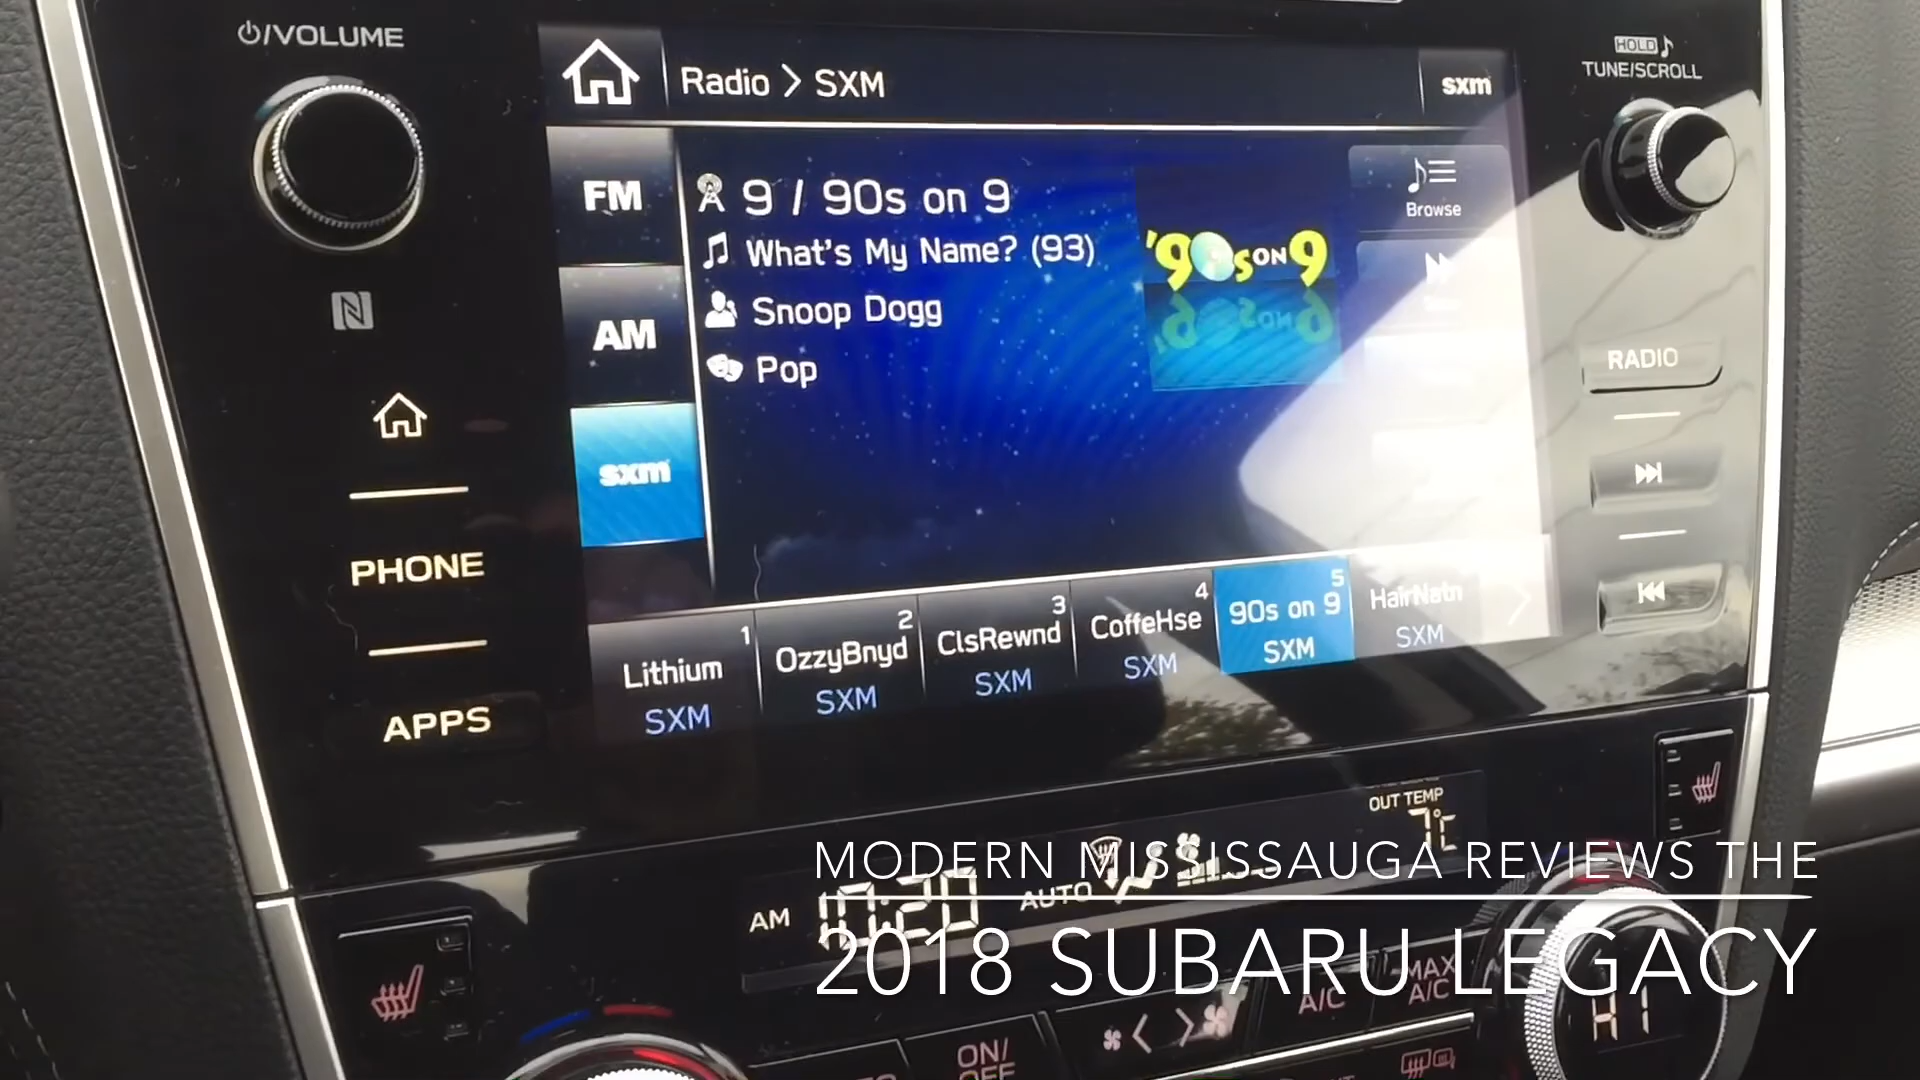 ⏻/VOLUME
HOLD
TUNE/SCROLL
Radio > SXM
sxm
FM
9 / 90s on 9
Browse
What's My Name? (93)
'90s ON 9
AM
Snoop Dogg
Pop
RADIO
sxm
PHONE
APPS
1
Lithium
SXM
2
OzzyBnyd
SXM
3
ClsRewnd
SXM
4
CoffeHse
SXM
5
90s on 9
SXM
HairNatn
SXM
OUT TEMP
7°C
MODERN MISSISSAUGA REVIEWS THE
AM 10:20 AUTO
2018 SUBARU LEGACY
A/C
MAX
A/C
HI
ON/
OFF